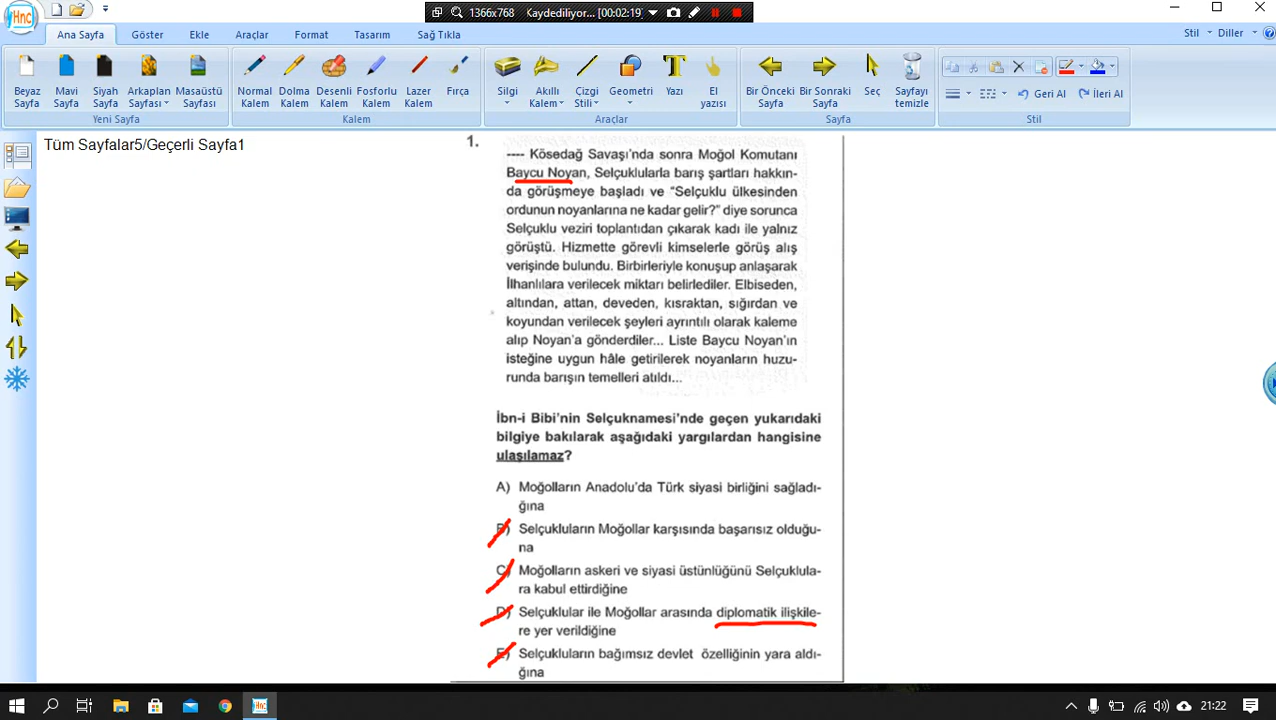 1366x768 Kaydediliyor... [00:02:19]
Hnc
Ana Sayfa Göster Ekle Araçlar Format Tasarım Sağ Tıkla Stil Diller
Beyaz Sayfa Mavi Sayfa Siyah Sayfa Arkaplan Sayfası Masaüstü Sayfası
Normal Kalem Dolma Kalem Desenli Kalem Fosforlu Kalem Lazer Kalem Fırça
Silgi Akıllı Kalem Çizgi Stili Geometri Yazı El yazısı
Bir Önceki Sayfa Bir Sonraki Sayfa Seç Sayfayı temizle
Geri Al İleri Al
Yeni Sayfa Kalem Araçlar Sayfa Stil
Tüm Sayfalar5/Geçerli Sayfa1
1.
---- Kösedağ Savaşı'nda sonra Moğol Komutanı
Baycu Noyan, Selçuklularla barış şartları hakkın-
da görüşmeye başladı ve “Selçuklu ülkesinden
ordunun noyanlarına ne kadar gelir?” diye sorunca
Selçuklu veziri toplantıdan çıkarak kadı ile yalnız
görüştü. Hizmette görevli kimselerle görüş alış
verişinde bulundu. Birbirleriyle konuşup anlaşarak
İlhanlılara verilecek miktarı belirlediler. Elbiseden,
altından, attan, deveden, kısraktan, sığırdan ve
koyundan verilecek şeyleri ayrıntılı olarak kaleme
alıp Noyan'a gönderdiler... Liste Baycu Noyan'ın
isteğine uygun hâle getirilerek noyanların huzu-
runda barışın temelleri atıldı...
İbn-i Bibi'nin Selçuknamesi'nde geçen yukarıdaki
bilgiye bakılarak aşağıdaki yargılardan hangisine
ulaşılamaz?
A) Moğolların Anadolu'da Türk siyasi birliğini sağladı-
ğına
B) Selçukluların Moğollar karşısında başarısız olduğu-
na
C) Moğolların askeri ve siyasi üstünlüğünü Selçuklula-
ra kabul ettirdiğine
D) Selçuklular ile Moğollar arasında diplomatik ilişkile-
re yer verildiğine
E) Selçukluların bağımsız devlet özelliğinin yara aldı-
ğına
21:22